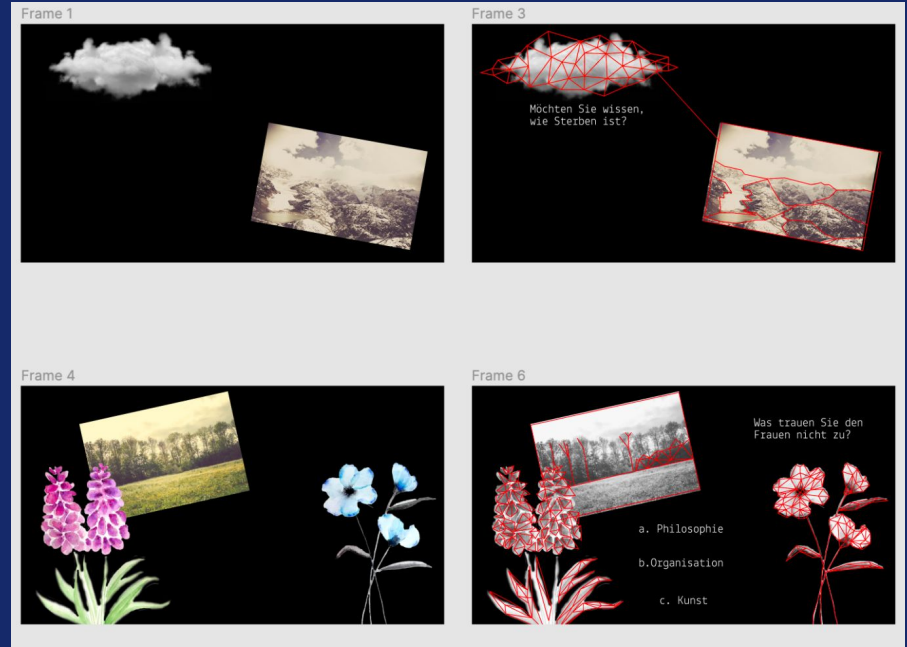 Frame 1
Frame 3
Möchten Sie wissen,
wie Sterben ist?
Frame 4
Frame 6
Was trauen Sie den
Frauen nicht zu?
a. Philosophie
b.Organisation
c. Kunst